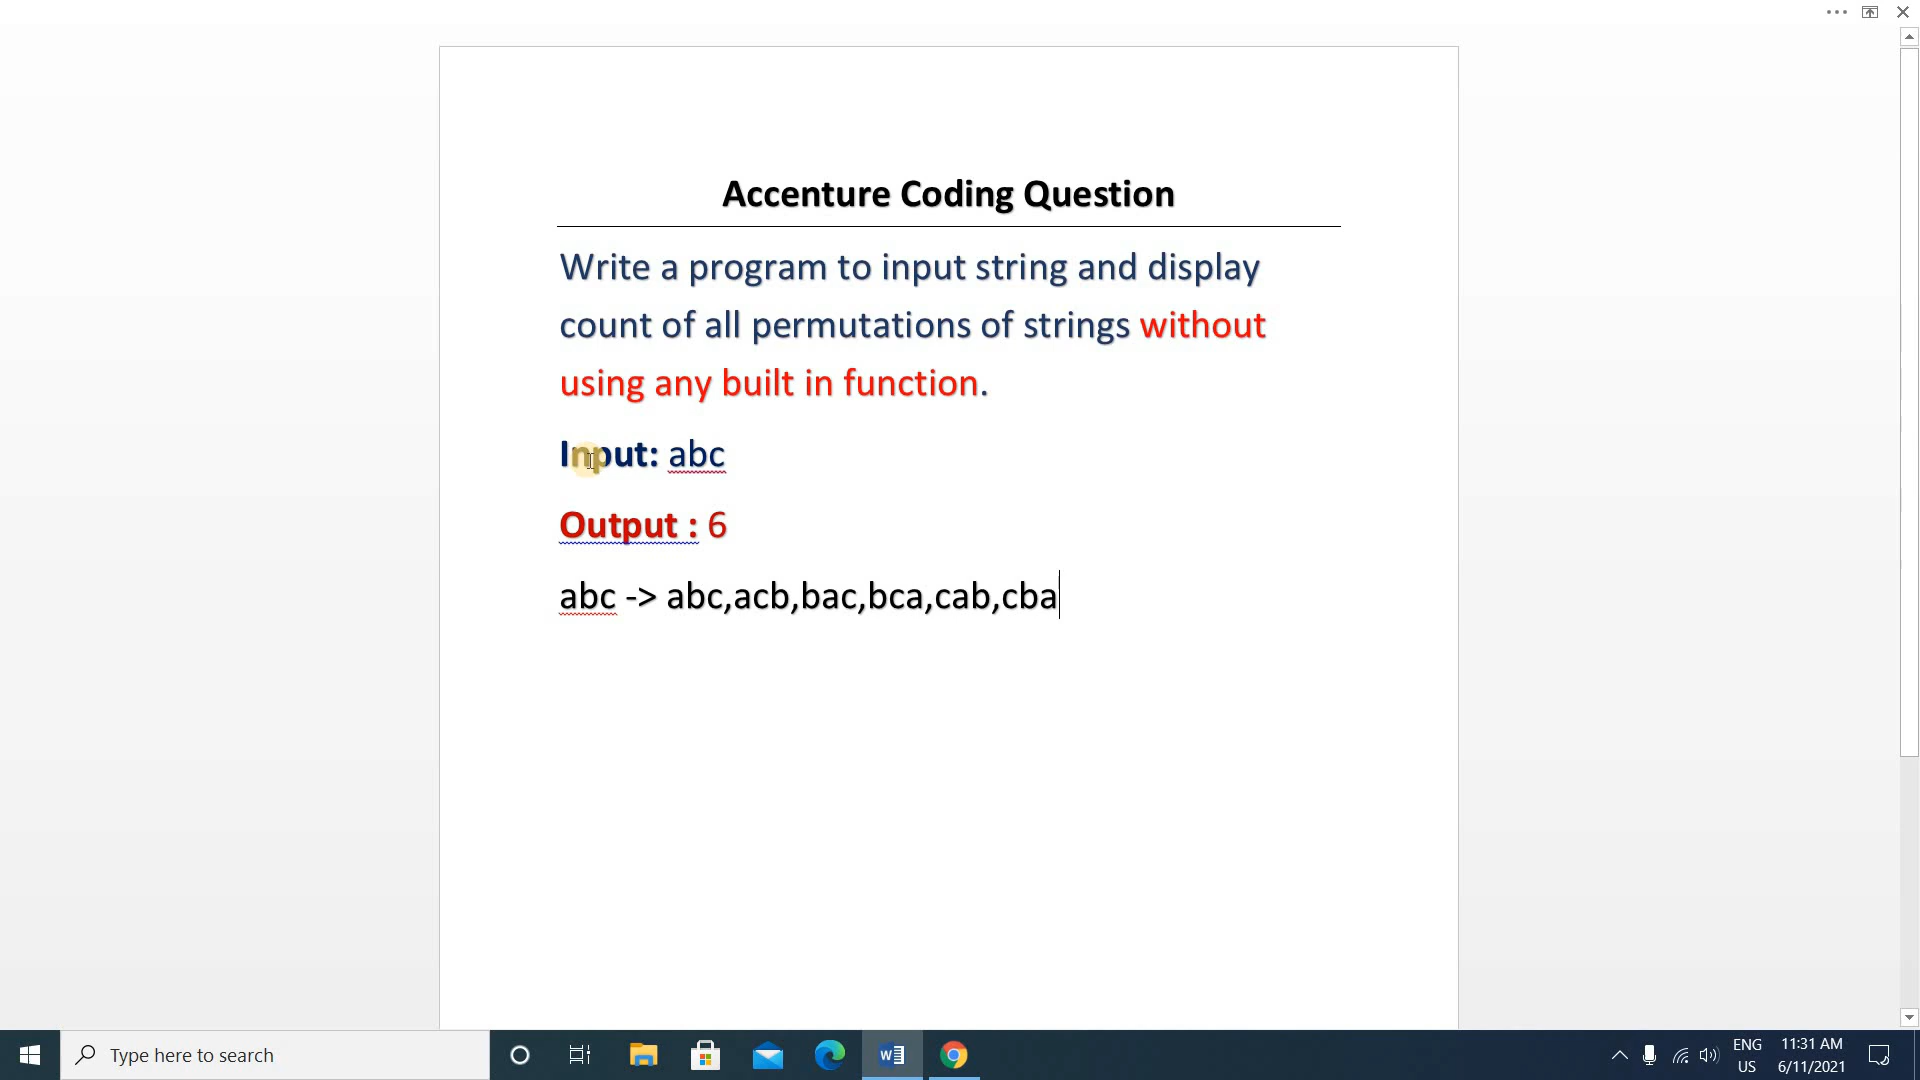 Accenture Coding Question
Write a program to input string and display
count of all permutations of strings without
using any built in function.
Input: abc
Output : 6
abc -> abc,acb,bac,bca,cab,cba
Type here to search
ENG
US
11:31 AM
6/11/2021